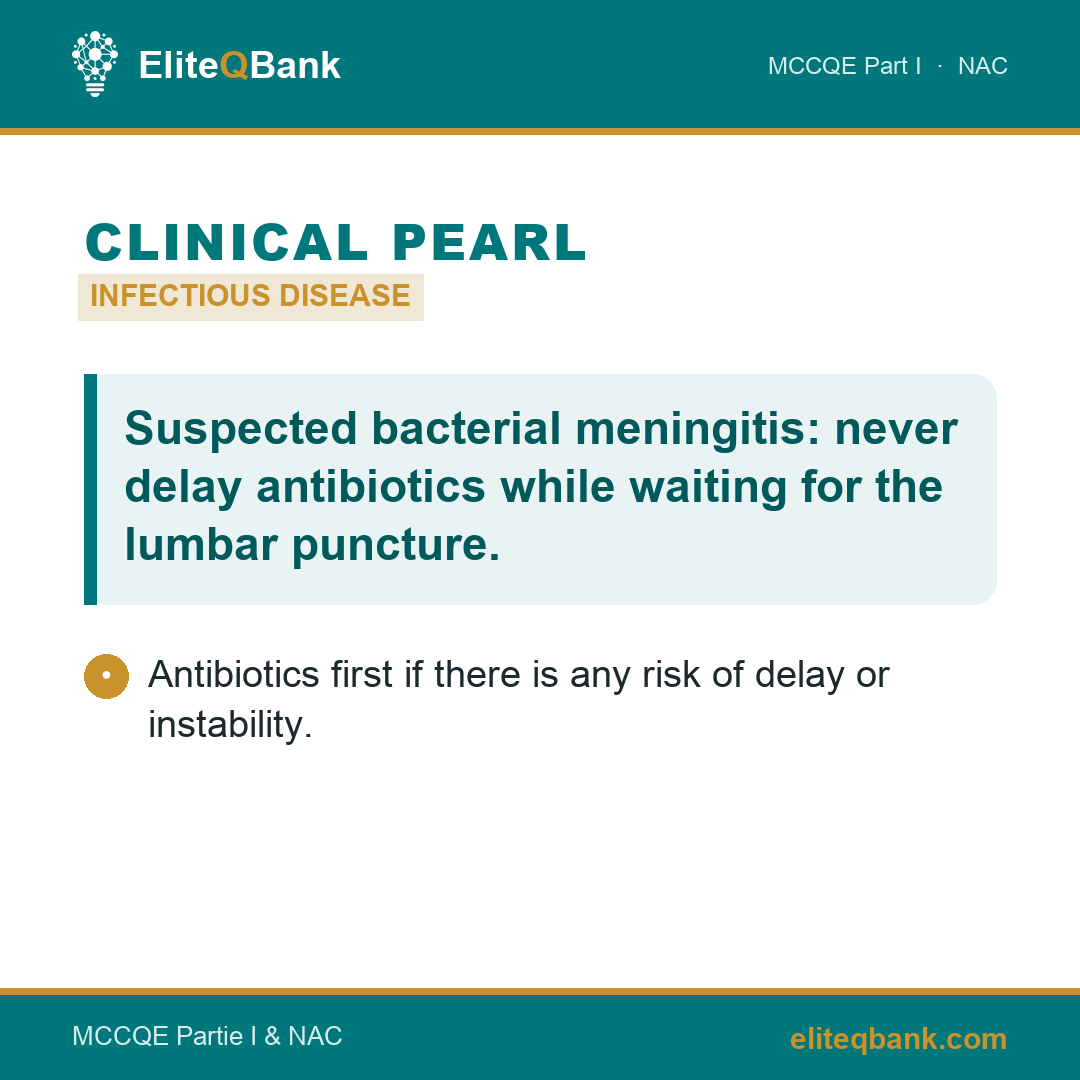 EliteQBank
MCCQE Part I · NAC
CLINICAL PEARL
INFECTIOUS DISEASE
Suspected bacterial meningitis: never
delay antibiotics while waiting for the
lumbar puncture.
Antibiotics first if there is any risk of delay or
instability.
MCCQE Partie I & NAC
eliteqbank.com